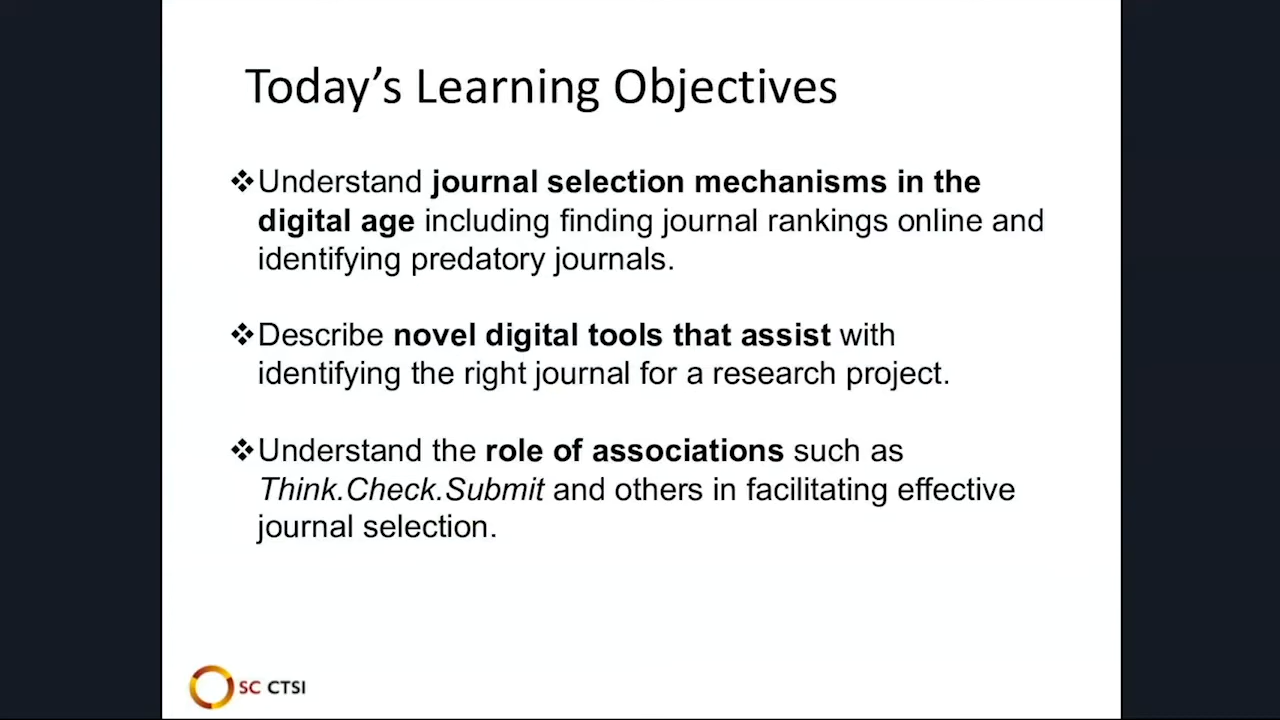 Today’s Learning Objectives
❖Understand journal selection mechanisms in the
digital age including finding journal rankings online and
identifying predatory journals.
❖Describe novel digital tools that assist with
identifying the right journal for a research project.
❖Understand the role of associations such as
Think.Check.Submit and others in facilitating effective
journal selection.
SC CTSI